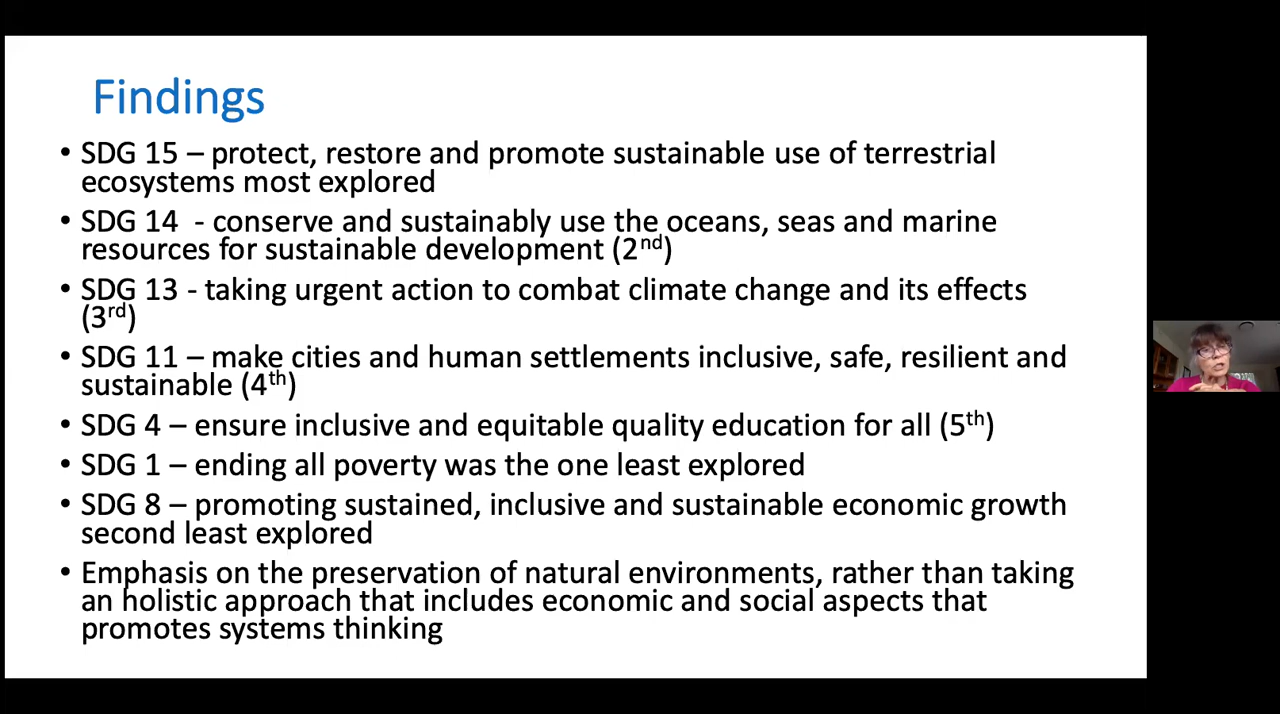 Findings
• SDG 15 – protect, restore and promote sustainable use of terrestrial
ecosystems most explored
• SDG 14  - conserve and sustainably use the oceans, seas and marine
resources for sustainable development (2nd)
• SDG 13 - taking urgent action to combat climate change and its effects
(3rd)
• SDG 11 – make cities and human settlements inclusive, safe, resilient and
sustainable (4th)
• SDG 4 – ensure inclusive and equitable quality education for all (5th)
• SDG 1 – ending all poverty was the one least explored
• SDG 8 – promoting sustained, inclusive and sustainable economic growth
second least explored
• Emphasis on the preservation of natural environments, rather than taking
an holistic approach that includes economic and social aspects that
promotes systems thinking